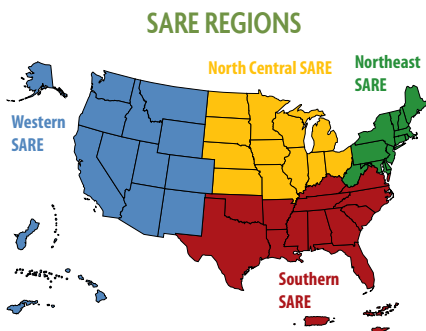 SARE REGIONS
North Central SARE
Northeast
SARE
Western
SARE
Southern
SARE